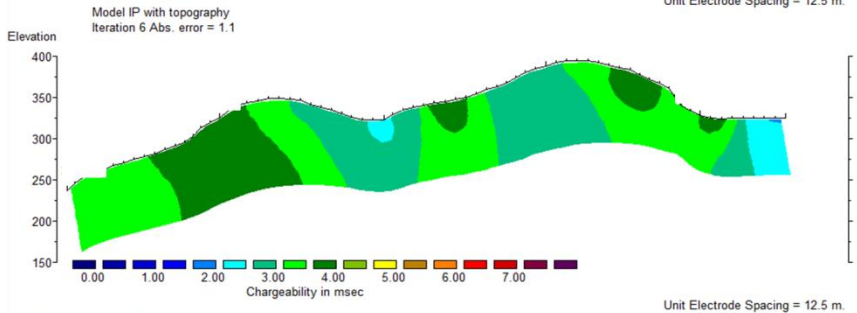 Unit Electrode Spacing = 12.5 m.
Model IP with topography
Iteration 6 Abs. error = 1.1
Elevation
400
350
300
250
200
150
0.00 1.00 2.00 3.00 4.00 5.00 6.00 7.00
Chargeability in msec
Unit Electrode Spacing = 12.5 m.